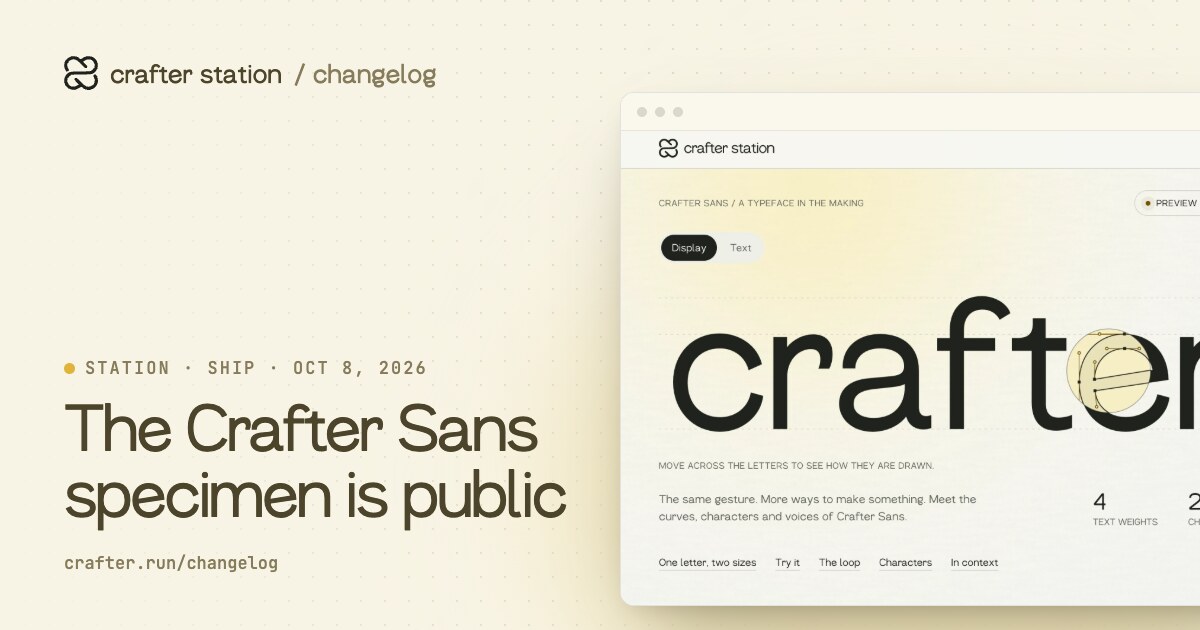 crafter station / changelog
STATION · SHIP · OCT 8, 2026
The Crafter Sans
specimen is public
crafter.run/changelog
crafter station
CRAFTER SANS / A TYPEFACE IN THE MAKING
PREVIEW
Display Text
crafter
MOVE ACROSS THE LETTERS TO SEE HOW THEY ARE DRAWN.
The same gesture. More ways to make something. Meet the
curves, characters and voices of Crafter Sans.
4
TEXT WEIGHTS
2
CH
One letter, two sizes Try it The loop Characters In context